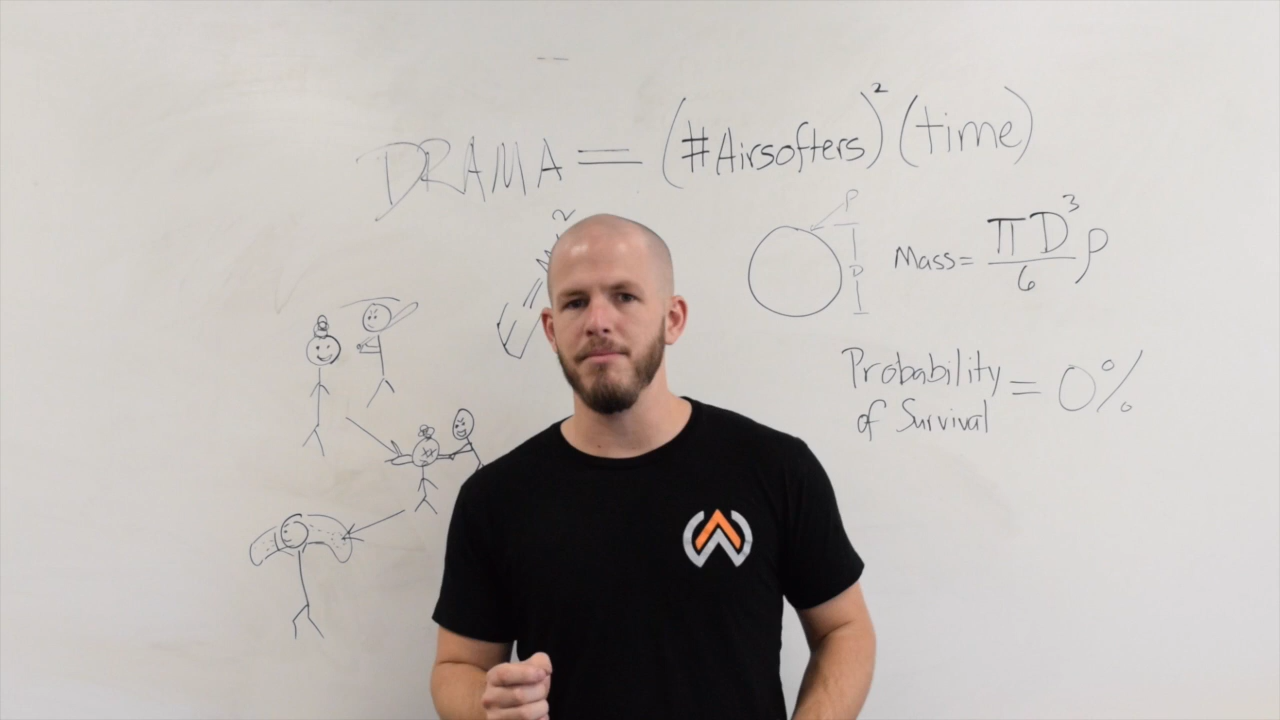 DRAMA = (#Airsofters)² (time)
P
D
Mass = πD³/6 ρ
Probability of Survival = 0%